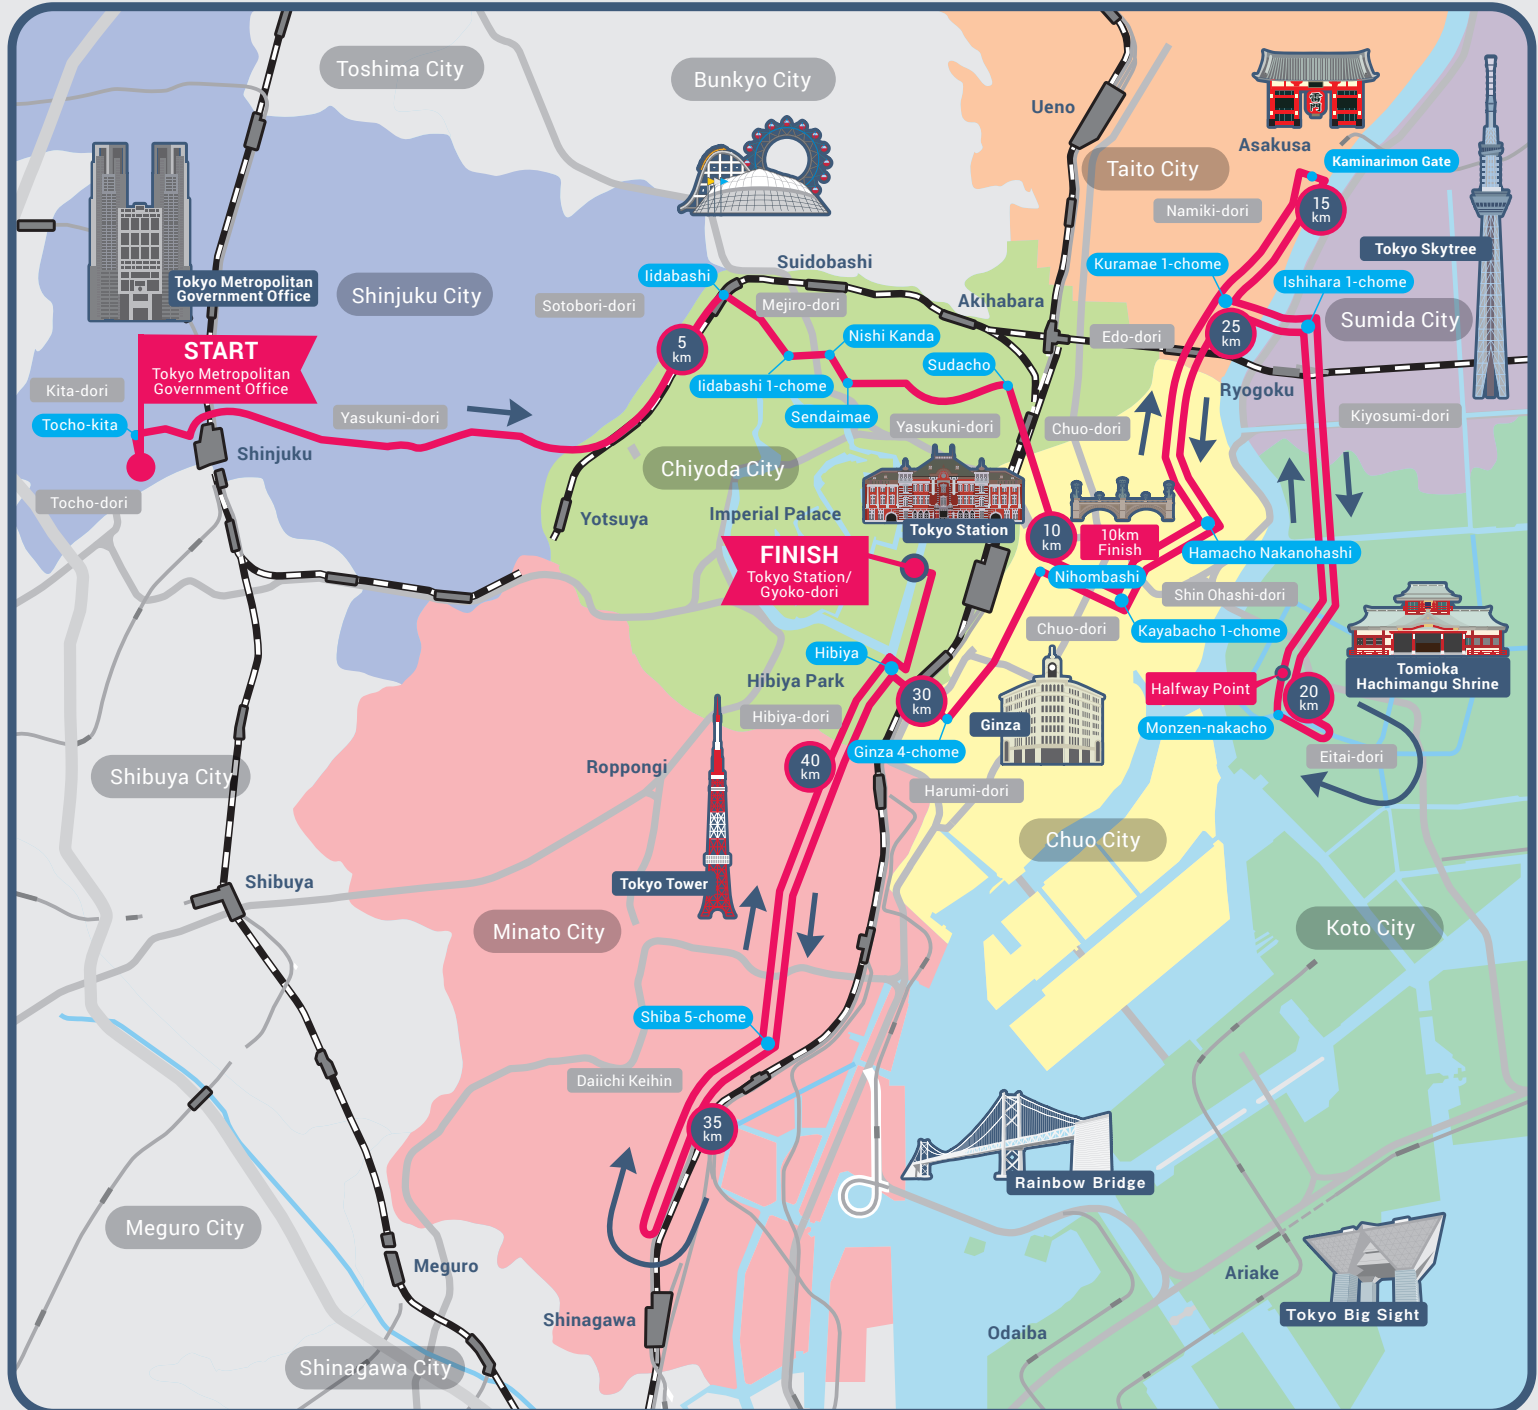 Toshima City
Bunkyo City
Ueno
Asakusa
Kaminarimon Gate
Taito City
Namiki-dori
15
km
Tokyo Skytree
Kuramae 1-chome
Ishihara 1-chome
Sumida City
25
km
Edo-dori
Ryogoku
Kiyosumi-dori
Suidobashi
Iidabashi
Sotobori-dori
Mejiro-dori
Akihabara
Tokyo Metropolitan
Government Office
Shinjuku City
START
Tokyo Metropolitan
Government Office
Kita-dori
Tocho-kita
Yasukuni-dori
Shinjuku
Tocho-dori
5
km
Nishi Kanda
Iidabashi 1-chome
Sudacho
Sendaimae
Yasukuni-dori
Chuo-dori
Chiyoda City
Yotsuya
Imperial Palace
Tokyo Station
FINISH
Tokyo Station/
Gyoko-dori
10
km
10km
Finish
Hamacho Nakanohashi
Nihombashi
Shin Ohashi-dori
Chuo-dori
Kayabacho 1-chome
Hibiya
Hibiya Park
Hibiya-dori
30
km
Ginza
Ginza 4-chome
Halfway Point
20
km
Tomioka
Hachimangu Shrine
Monzen-nakacho
Eitai-dori
Harumi-dori
40
km
Roppongi
Shibuya City
Chuo City
Shibuya
Tokyo Tower
Minato City
Koto City
Shiba 5-chome
Daiichi Keihin
35
km
Rainbow Bridge
Meguro City
Meguro
Ariake
Tokyo Big Sight
Shinagawa
Odaiba
Shinagawa City